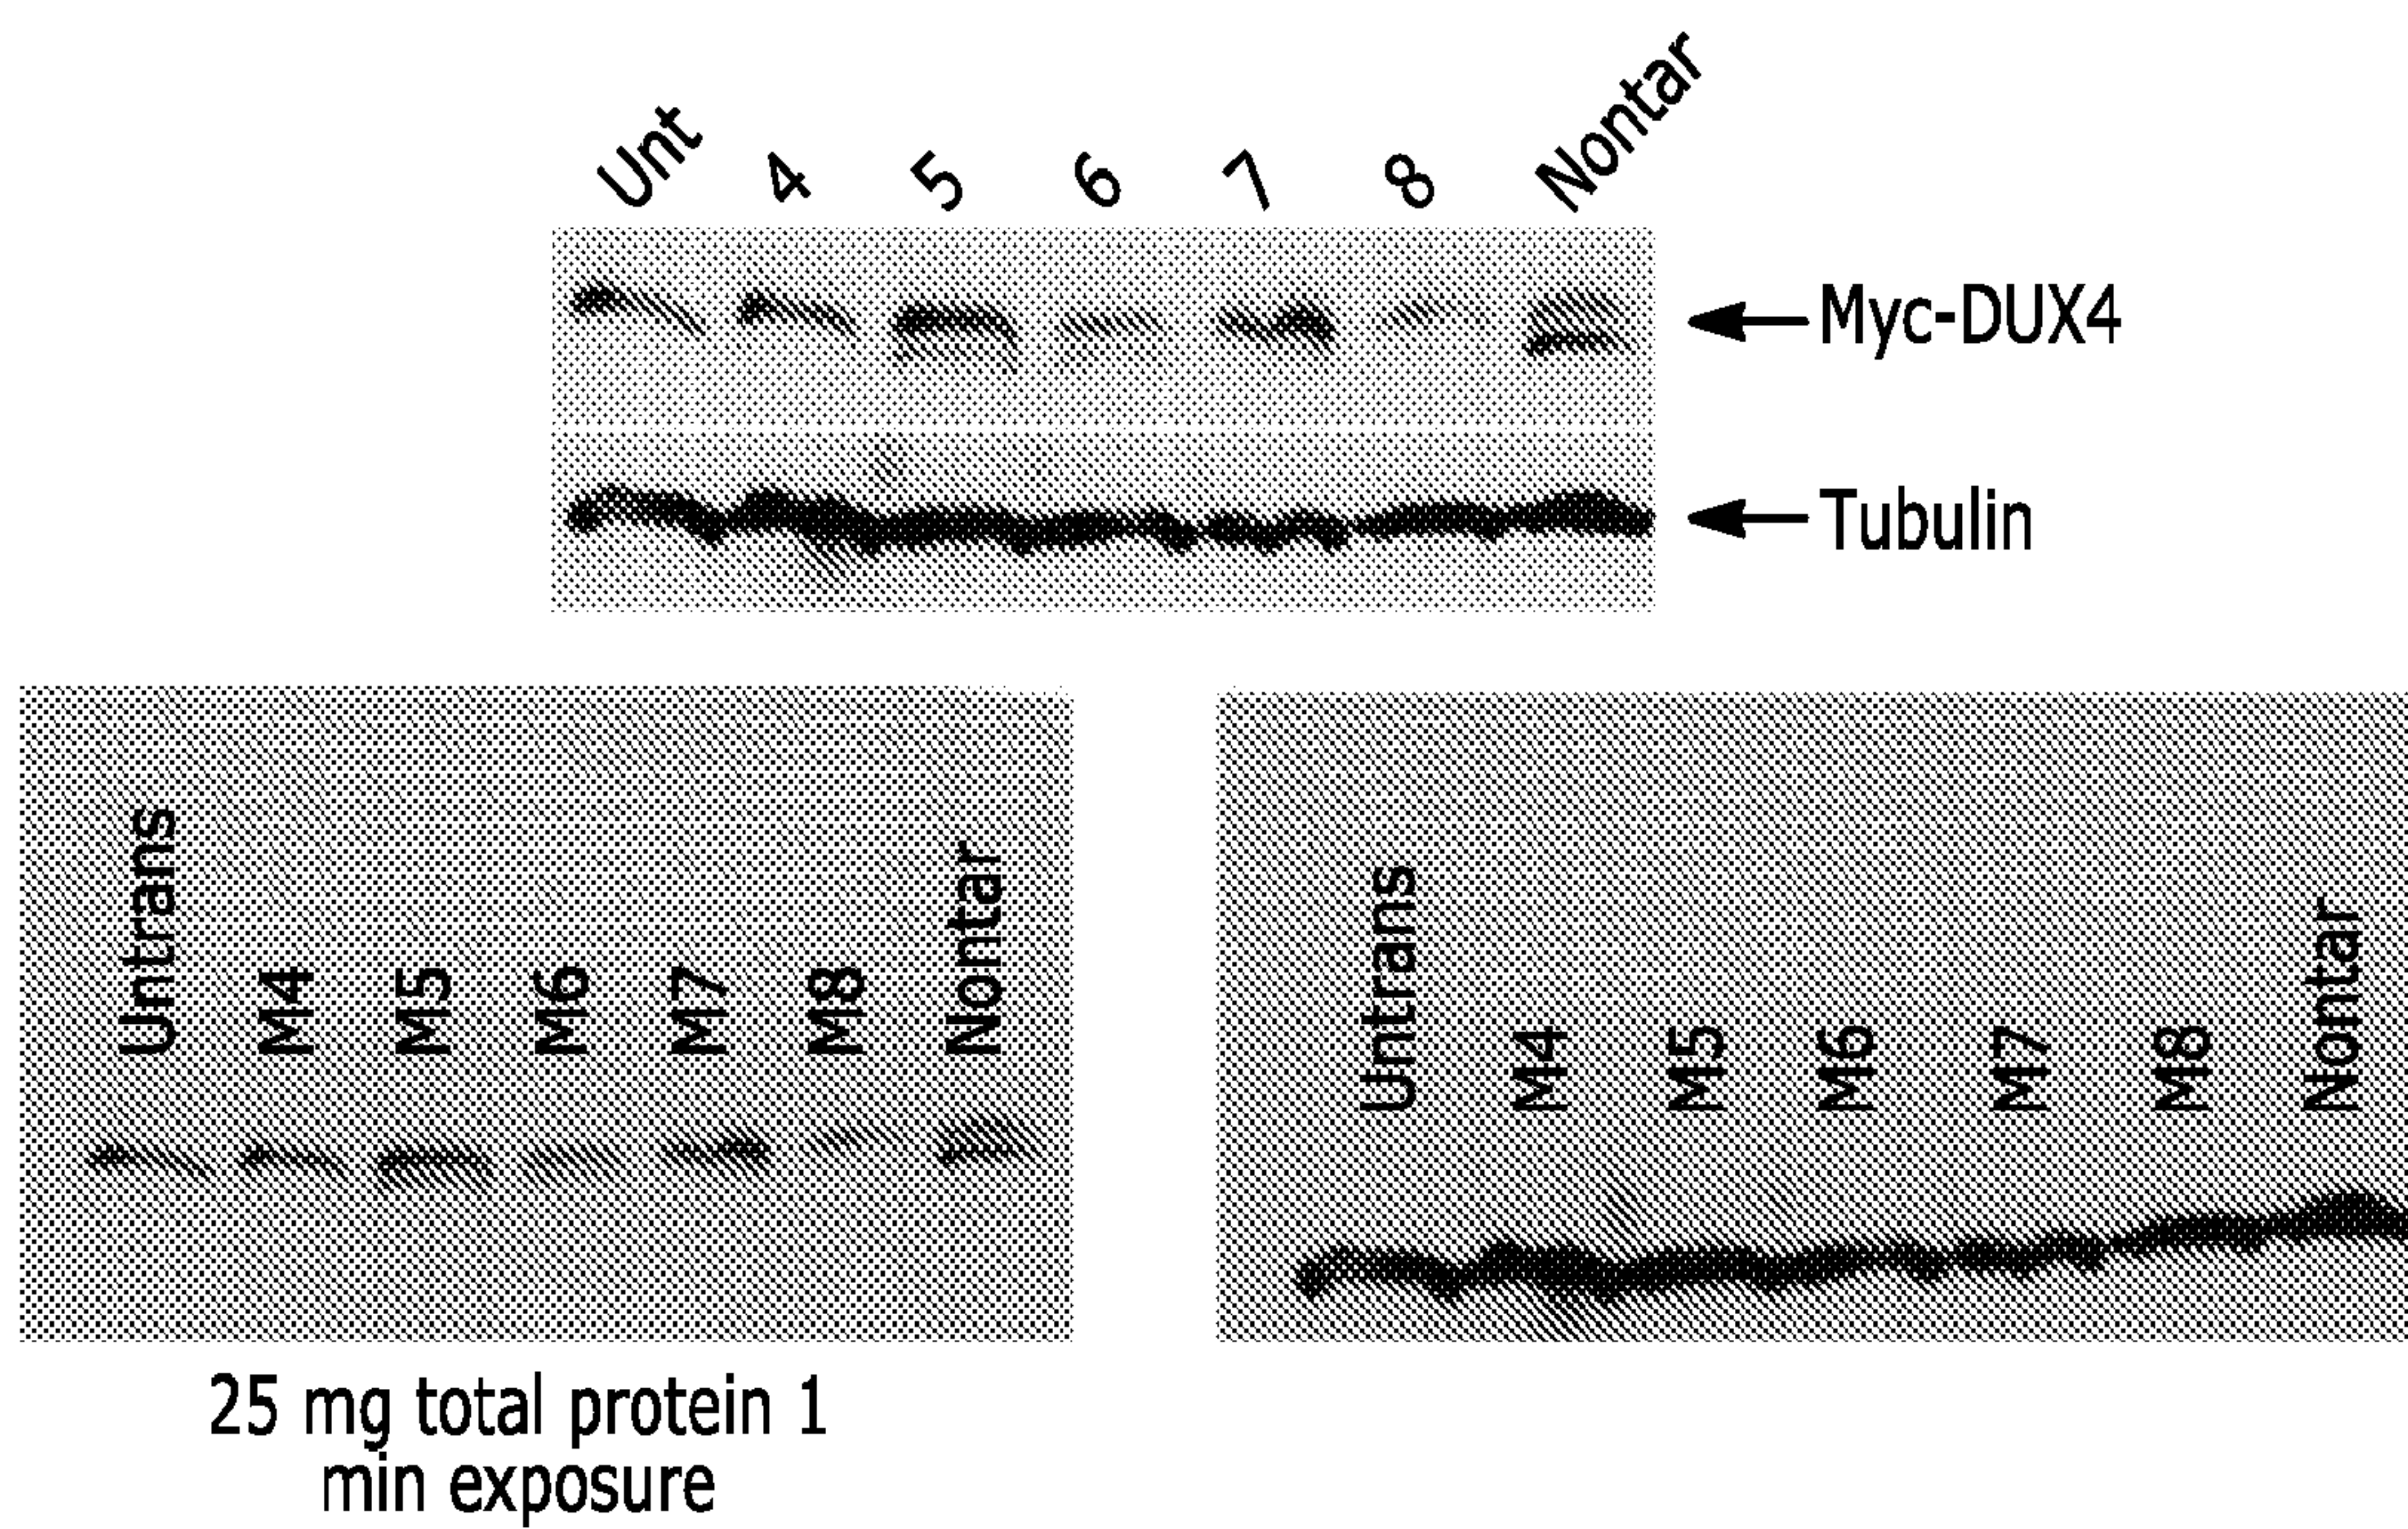 Unt 4 5 6 7 8 Nontar
Myc-DUX4
Tubulin
Untrans M4 M5 M6 M7 M8 Nontar
Untrans M4 M5 M6 M7 M8 Nontar
25 mg total protein 1
min exposure